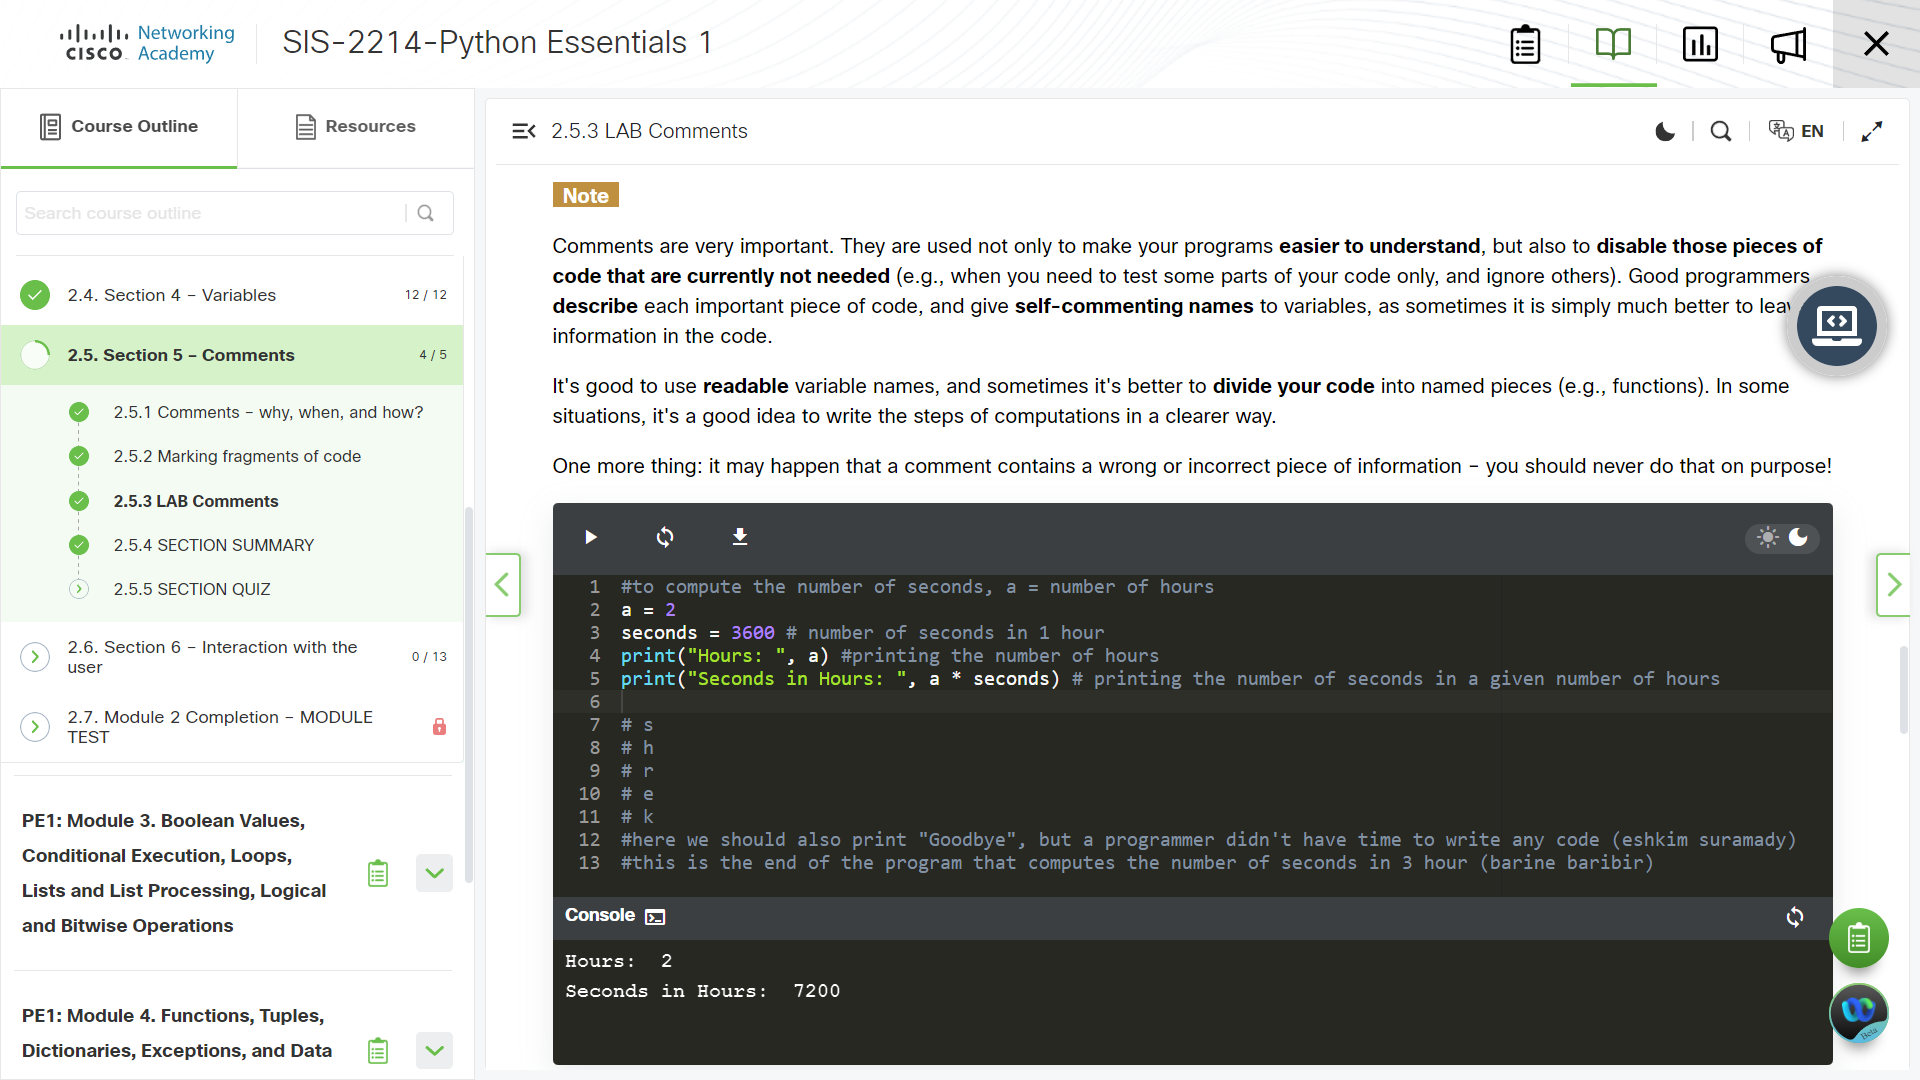 CISCO Networking Academy
SIS-2214-Python Essentials 1
Course Outline
Resources
Search course outline
2.4. Section 4 – Variables 12 / 12
2.5. Section 5 – Comments 4 / 5
2.5.1 Comments – why, when, and how?
2.5.2 Marking fragments of code
2.5.3 LAB Comments
2.5.4 SECTION SUMMARY
2.5.5 SECTION QUIZ
2.6. Section 6 – Interaction with the
user
0 / 13
2.7. Module 2 Completion – MODULE
TEST
PE1: Module 3. Boolean Values,
Conditional Execution, Loops,
Lists and List Processing, Logical
and Bitwise Operations
PE1: Module 4. Functions, Tuples,
Dictionaries, Exceptions, and Data
2.5.3 LAB Comments
EN
Note
Comments are very important. They are used not only to make your programs easier to understand, but also to disable those pieces of
code that are currently not needed (e.g., when you need to test some parts of your code only, and ignore others). Good programmers
describe each important piece of code, and give self-commenting names to variables, as sometimes it is simply much better to leav
information in the code.
It's good to use readable variable names, and sometimes it's better to divide your code into named pieces (e.g., functions). In some
situations, it's a good idea to write the steps of computations in a clearer way.
One more thing: it may happen that a comment contains a wrong or incorrect piece of information – you should never do that on purpose!
1 #to compute the number of seconds, a = number of hours
2 a = 2
3 seconds = 3600 # number of seconds in 1 hour
4 print("Hours: ", a) #printing the number of hours
5 print("Seconds in Hours: ", a * seconds) # printing the number of seconds in a given number of hours
6
7 # s
8 # h
9 # r
10 # e
11 # k
12 #here we should also print "Goodbye", but a programmer didn't have time to write any code (eshkim suramady)
13 #this is the end of the program that computes the number of seconds in 3 hour (barine baribir)
Console
Hours:  2
Seconds in Hours:  7200
Beta